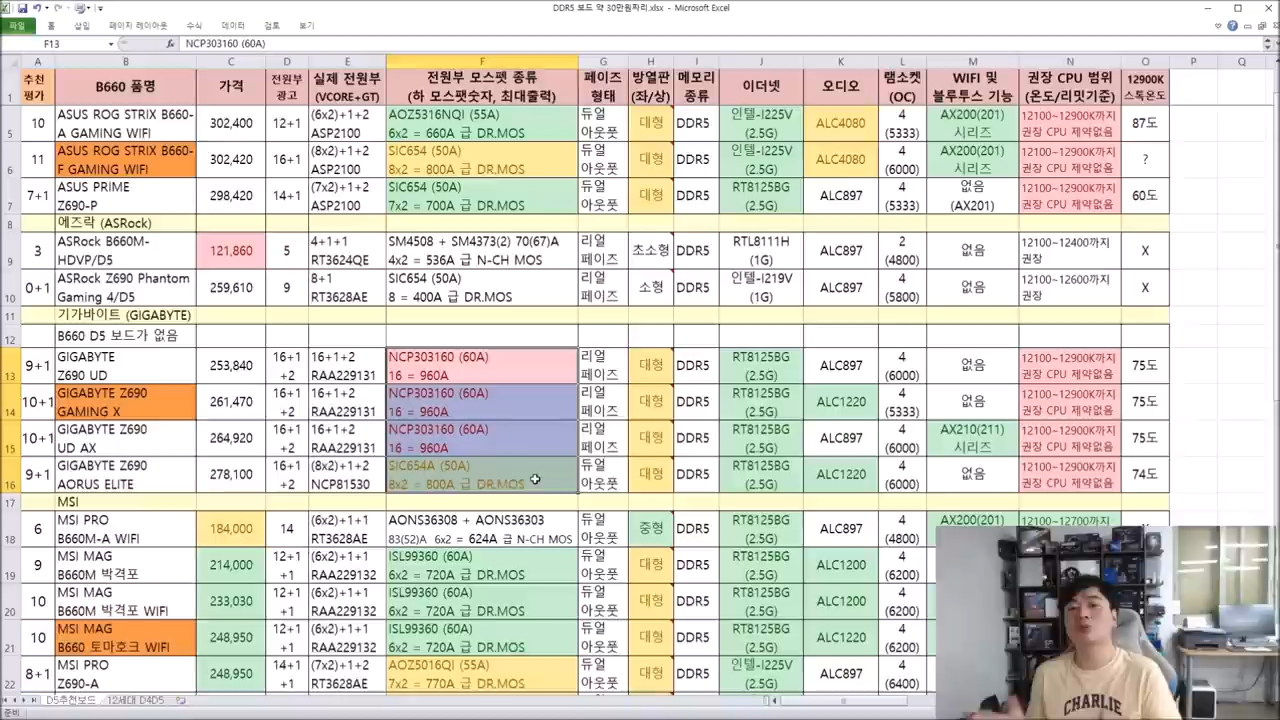 DDR5 보드 약 30만원짜리.xlsx - Microsoft Excel
파일 홈 삽입 페이지 레이아웃 수식 데이터 검토 보기
F13 fx NCP303160 (60A)
A B C D E F G H I J K L M N O P Q
1 추천 평가 B660 품명 가격 전원부 광고 실제 전원부 (VCORE+GT) 전원부 모스펫 종류 (하 모스펫숫자, 최대출력) 페이즈 형태 방열판 (좌/상) 메모리 종류 이더넷 오디오 램소켓 (OC) WIFI 및 블루투스 기능 권장 CPU 범위 (온도/리밋기준) 12900K 스톡온도
5 10 ASUS ROG STRIX B660-A GAMING WIFI 302,400 12+1 (6x2)+1+1 ASP2100 AOZ5316NQI (55A) 6x2 = 660A 급 DR.MOS 듀얼 아웃풋 대형 DDR5 인텔-I225V (2.5G) ALC4080 4 (5333) AX200(201) 시리즈 12100~12900K까지 권장 CPU 제약없음 87도
6 11 ASUS ROG STRIX B660-F GAMING WIFI 302,420 16+1 (8x2)+1+1 ASP2100 SIC654 (50A) 8x2 = 800A 급 DR.MOS 듀얼 아웃풋 대형 DDR5 인텔-I225V (2.5G) ALC4080 4 (6000) AX200(201) 시리즈 12100~12900K까지 권장 CPU 제약없음 ?
7 7+1 ASUS PRIME Z690-P 298,420 14+1 (7x2)+1+1 ASP2100 SIC654 (50A) 7x2 = 700A 급 DR.MOS 듀얼 아웃풋 대형 DDR5 RT8125BG (2.5G) ALC897 4 (5333) 없음 (AX201) 12100~12900K까지 권장 CPU 제약없음 60도
8 에즈락 (ASRock)
9 3 ASRock B660M-HDVP/D5 121,860 5 4+1+1 RT3624QE SM4508 + SM4373(2) 70(67)A 4x2 = 536A 급 N-CH MOS 리얼 페이즈 초소형 DDR5 RTL8111H (1G) ALC897 2 (4800) 없음 12100~12400까지 권장 X
10 0+1 ASRock Z690 Phantom Gaming 4/D5 259,610 9 8+1 RT3628AE SIC654 (50A) 8 = 400A 급 DR.MOS 리얼 페이즈 소형 DDR5 인텔-I219V (1G) ALC897 4 (5800) 없음 12100~12600까지 권장 X
11 기가바이트 (GIGABYTE)
12 B660 D5 보드가 없음
13 9+1 GIGABYTE Z690 UD 253,840 16+1+2 16+1+2 RAA229131 NCP303160 (60A) 16 = 960A 리얼 페이즈 대형 DDR5 RT8125BG (2.5G) ALC897 4 (6000) 없음 12100~12900K까지 권장 CPU 제약없음 75도
14 10+1 GIGABYTE Z690 GAMING X 261,470 16+1+2 16+1+2 RAA229131 NCP303160 (60A) 16 = 960A 리얼 페이즈 대형 DDR5 RT8125BG (2.5G) ALC1220 4 (5333) 없음 12100~12900K까지 권장 CPU 제약없음 75도
15 10+1 GIGABYTE Z690 UD AX 264,920 16+1+2 16+1+2 RAA229131 NCP303160 (60A) 16 = 960A 리얼 페이즈 대형 DDR5 RT8125BG (2.5G) ALC897 4 (6000) AX210(211) 시리즈 12100~12900K까지 권장 CPU 제약없음 75도
16 9+1 GIGABYTE Z690 AORUS ELITE 278,100 16+1+2 (8x2)+1+2 NCP81530 SIC654A (50A) 8x2 = 800A 급 DR.MOS 듀얼 아웃풋 대형 DDR5 RT8125BG (2.5G) ALC1220 4 (6000) 없음 12100~12900K까지 권장 CPU 제약없음 74도
17 MSI
18 6 MSI PRO B660M-A WIFI 184,000 14 (6x2)+1+1 RT3628AE AONS36308 + AONS36303 83(52)A 6x2 = 624A 급 N-CH MOS 듀얼 아웃풋 중형 DDR5 RT8125BG (2.5G) ALC897 4 (4800) AX200(201) 12100~12700까지
19 9 MSI MAG B660M 박격포 214,000 12+1+1 (6x2)+1+1 RAA229132 ISL99360 (60A) 6x2 = 720A 급 DR.MOS 듀얼 아웃풋 대형 DDR5 RT8125BG (2.5G) ALC1200 4 (6200)
20 10 MSI MAG B660M 박격포 WIFI 233,030 12+1+1 (6x2)+1+1 RAA229132 ISL99360 (60A) 6x2 = 720A 급 DR.MOS 듀얼 아웃풋 대형 DDR5 RT8125BG (2.5G) ALC1200 4 (6200)
21 10 MSI MAG B660 토마호크 WIFI 248,950 12+1+1 (6x2)+1+1 RAA229132 ISL99360 (60A) 6x2 = 720A 급 DR.MOS 듀얼 아웃풋 대형 DDR5 RT8125BG (2.5G) ALC1220 4 (6200)
22 8+1 MSI PRO Z690-A 248,950 14+1+1 (7x2)+1+1 RT3628AE AOZ5016QI (55A) 7x2 = 770A 급 DR.MOS 듀얼 아웃풋 대형 DDR5 인텔-I225V (2.5G) ALC897 4 (6400)
D5추천보드 12세대 D4D5
준비
CHARLIE